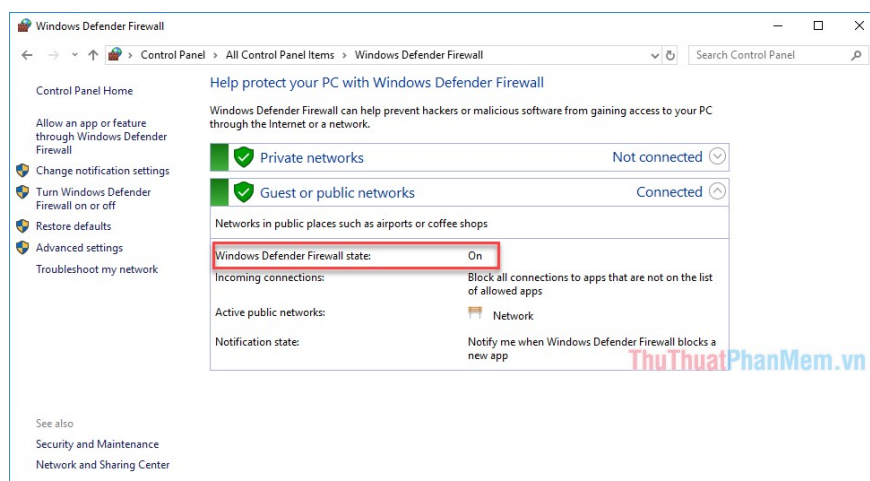 Windows Defender Firewall
Control Panel > All Control Panel Items > Windows Defender Firewall
Search Control Panel
Control Panel Home
Allow an app or feature
through Windows Defender
Firewall
Change notification settings
Turn Windows Defender
Firewall on or off
Restore defaults
Advanced settings
Troubleshoot my network
See also
Security and Maintenance
Network and Sharing Center
Help protect your PC with Windows Defender Firewall
Windows Defender Firewall can help prevent hackers or malicious software from gaining access to your PC
through the Internet or a network.
Private networks Not connected
Guest or public networks Connected
Networks in public places such as airports or coffee shops
Windows Defender Firewall state: On
Incoming connections: Block all connections to apps that are not on the list
of allowed apps
Active public networks: Network
Notification state: Notify me when Windows Defender Firewall blocks a
new app
ThuThuatPhanMem.vn